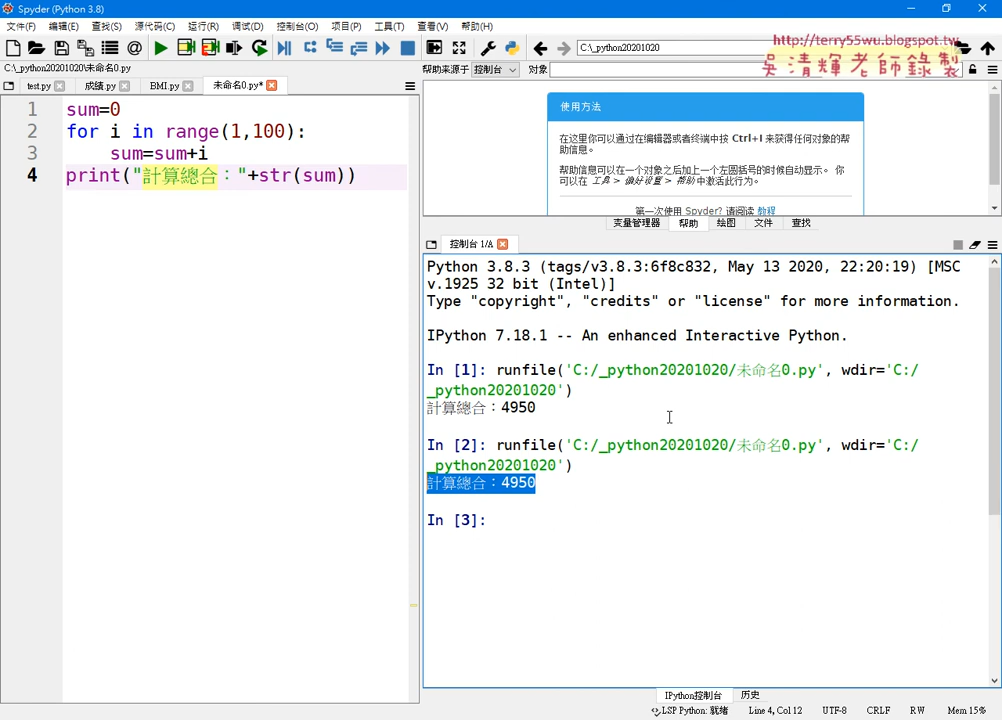 Spyder (Python 3.8)
文件(F) 编辑(E) 查找(S) 源代码(C) 运行(R) 调试(D) 控制台(O) 项目(P) 工具(T) 查看(V) 帮助(H)
C:\_python20201020
http://terry55wu.blogspot.tw
吳清輝老師錄製
C:\_python20201020\未命名0.py
帮助来源于 控制台 对象
test.py 成績.py BMI.py 未命名0.py*
1 sum=0
2 for i in range(1,100):
3 sum=sum+i
4 print("計算總合："+str(sum))
使用方法
在这里你可以通过在编辑器或者终端中按 Ctrl+I 来获得任何对象的帮
助信息。
帮助信息可以在一个对象之后加上一个左圆括号的时候自动显示。 你
可以在 工具 > 偏好设置 > 帮助 中激活此行为。
第一次使用 Spyder? 请阅读 教程
变量管理器 帮助 绘图 文件 查找
控制台 1/A
Python 3.8.3 (tags/v3.8.3:6f8c832, May 13 2020, 22:20:19) [MSC
v.1925 32 bit (Intel)]
Type "copyright", "credits" or "license" for more information.
IPython 7.18.1 -- An enhanced Interactive Python.
In [1]: runfile('C:/_python20201020/未命名0.py', wdir='C:/
_python20201020')
計算總合：4950
In [2]: runfile('C:/_python20201020/未命名0.py', wdir='C:/
_python20201020')
計算總合：4950
In [3]:
IPython控制台 历史
LSP Python: 就绪 Line 4, Col 12 UTF-8 CRLF RW Mem 15%